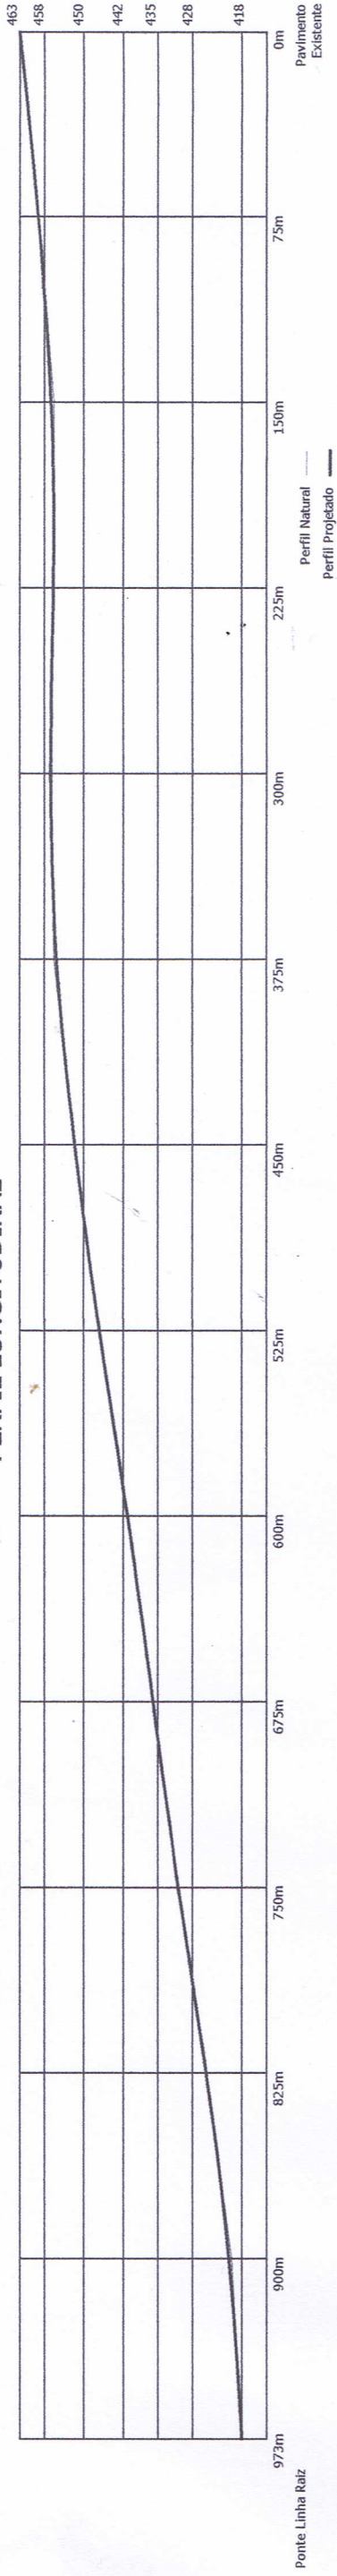 463
458
450
442
435
428
418
973m
900m
825m
750m
675m
600m
525m
450m
375m
300m
225m
150m
75m
0m
Ponte Linha Raiz
Pavimento
Existente
Perfil Natural
Perfil Projetado